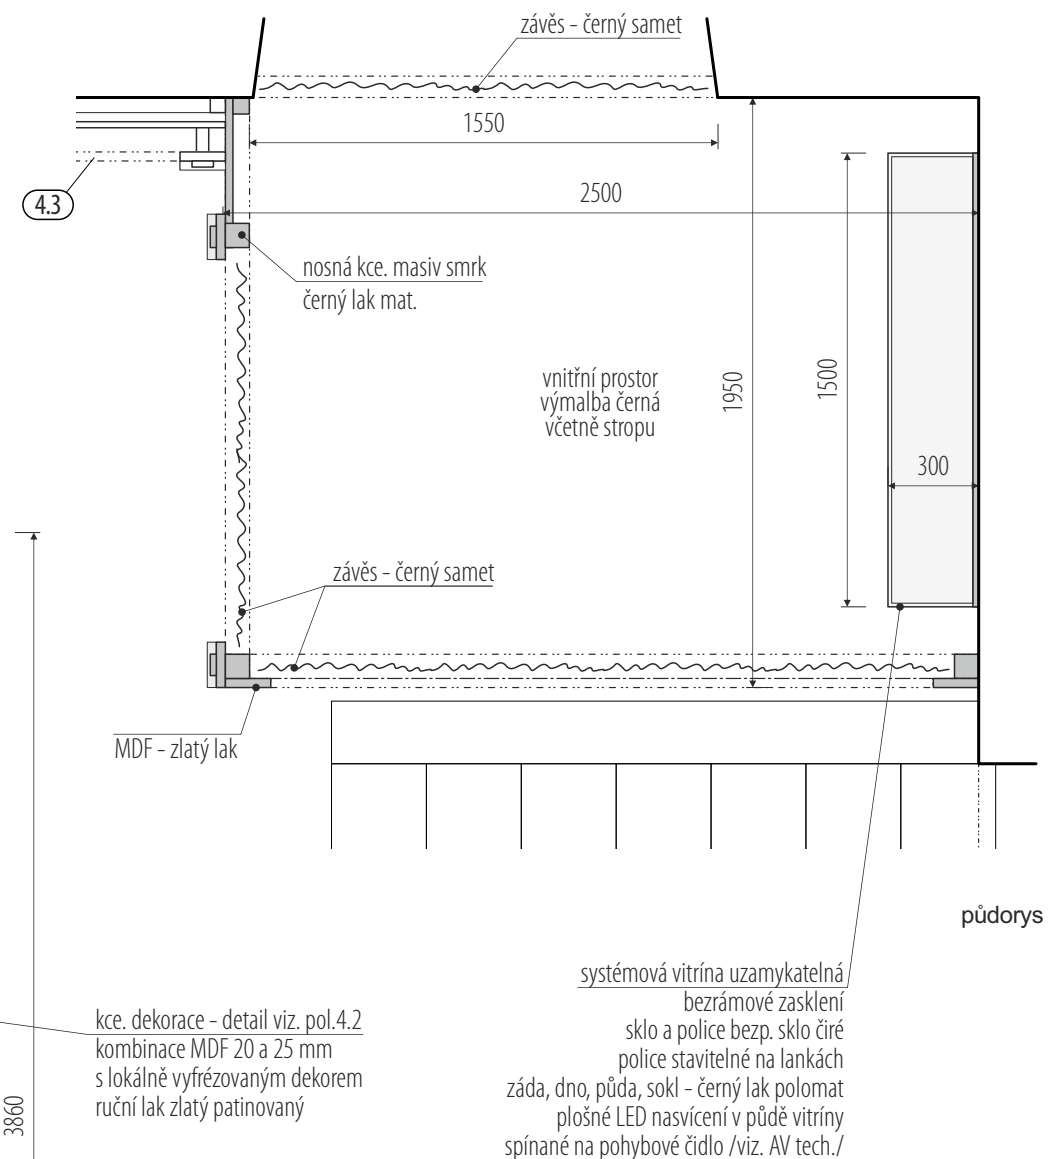 závěs - černý samet
1550
4.3
2500
nosná kce. masiv smrk
černý lak mat.
vnitřní prostor
výmalba černá
včetně stropu
1950
1500
300
závěs - černý samet
MDF - zlatý lak
půdorys
systémová vitrína uzamykatelná
bezrámové zasklení
sklo a police bezp. sklo čiré
police stavitelné na lankách
záda, dno, půda, sokl - černý lak polomat
plošné LED nasvícení v půdě vitríny
spínané na pohybové čidlo /viz. AV tech./
kce. dekorace - detail viz. pol.4.2
kombinace MDF 20 a 25 mm
s lokálně vyfrézovaným dekorem
ruční lak zlatý patinovaný
3860